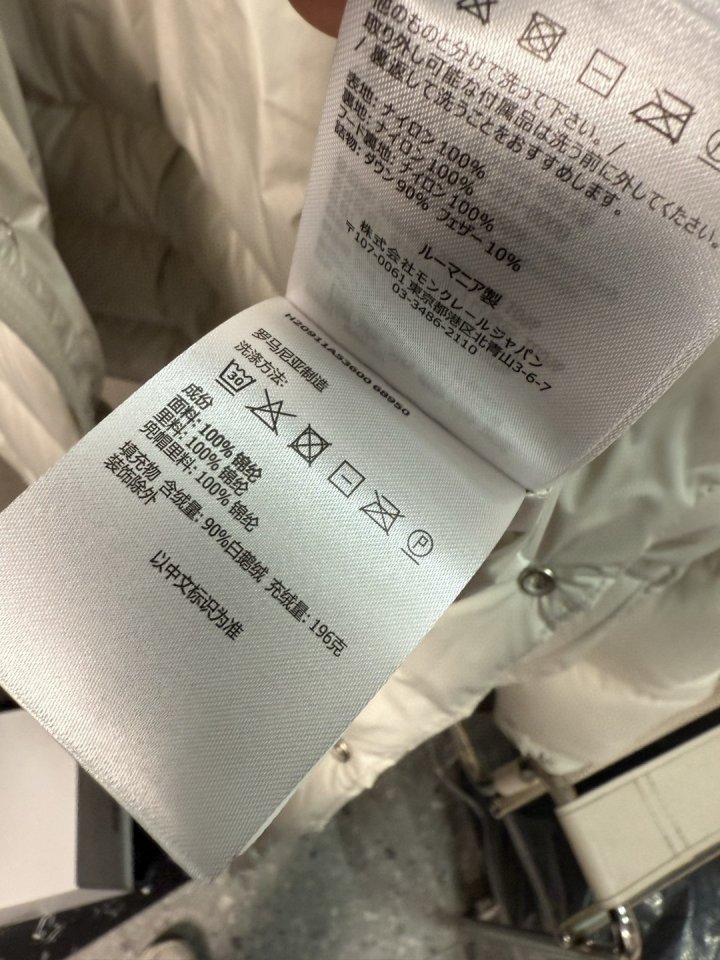 他のものと分けて洗って下さい。/
取り外し可能な付属品は洗う前に外してください。
/ 裏返して洗うことをおすすめします。
表地: ナイロン 100%
裏地: ナイロン 100%
フード裏地: ナイロン 100%
詰物: ダウン 90% フェザー 10%
ルーマニア製
株式会社モンクレールジャパン
〒107-0061 東京都港区北青山3-6-7
03-3486-2110
H20911A53600 68950
罗马尼亚制造
洗涤方法:
30
P
成份
面料: 100% 锦纶
里料: 100% 锦纶
兜帽里料: 100% 锦纶
填充物 含绒量: 90%白鹅绒 充绒量: 196克
装饰除外
以中文标识为准